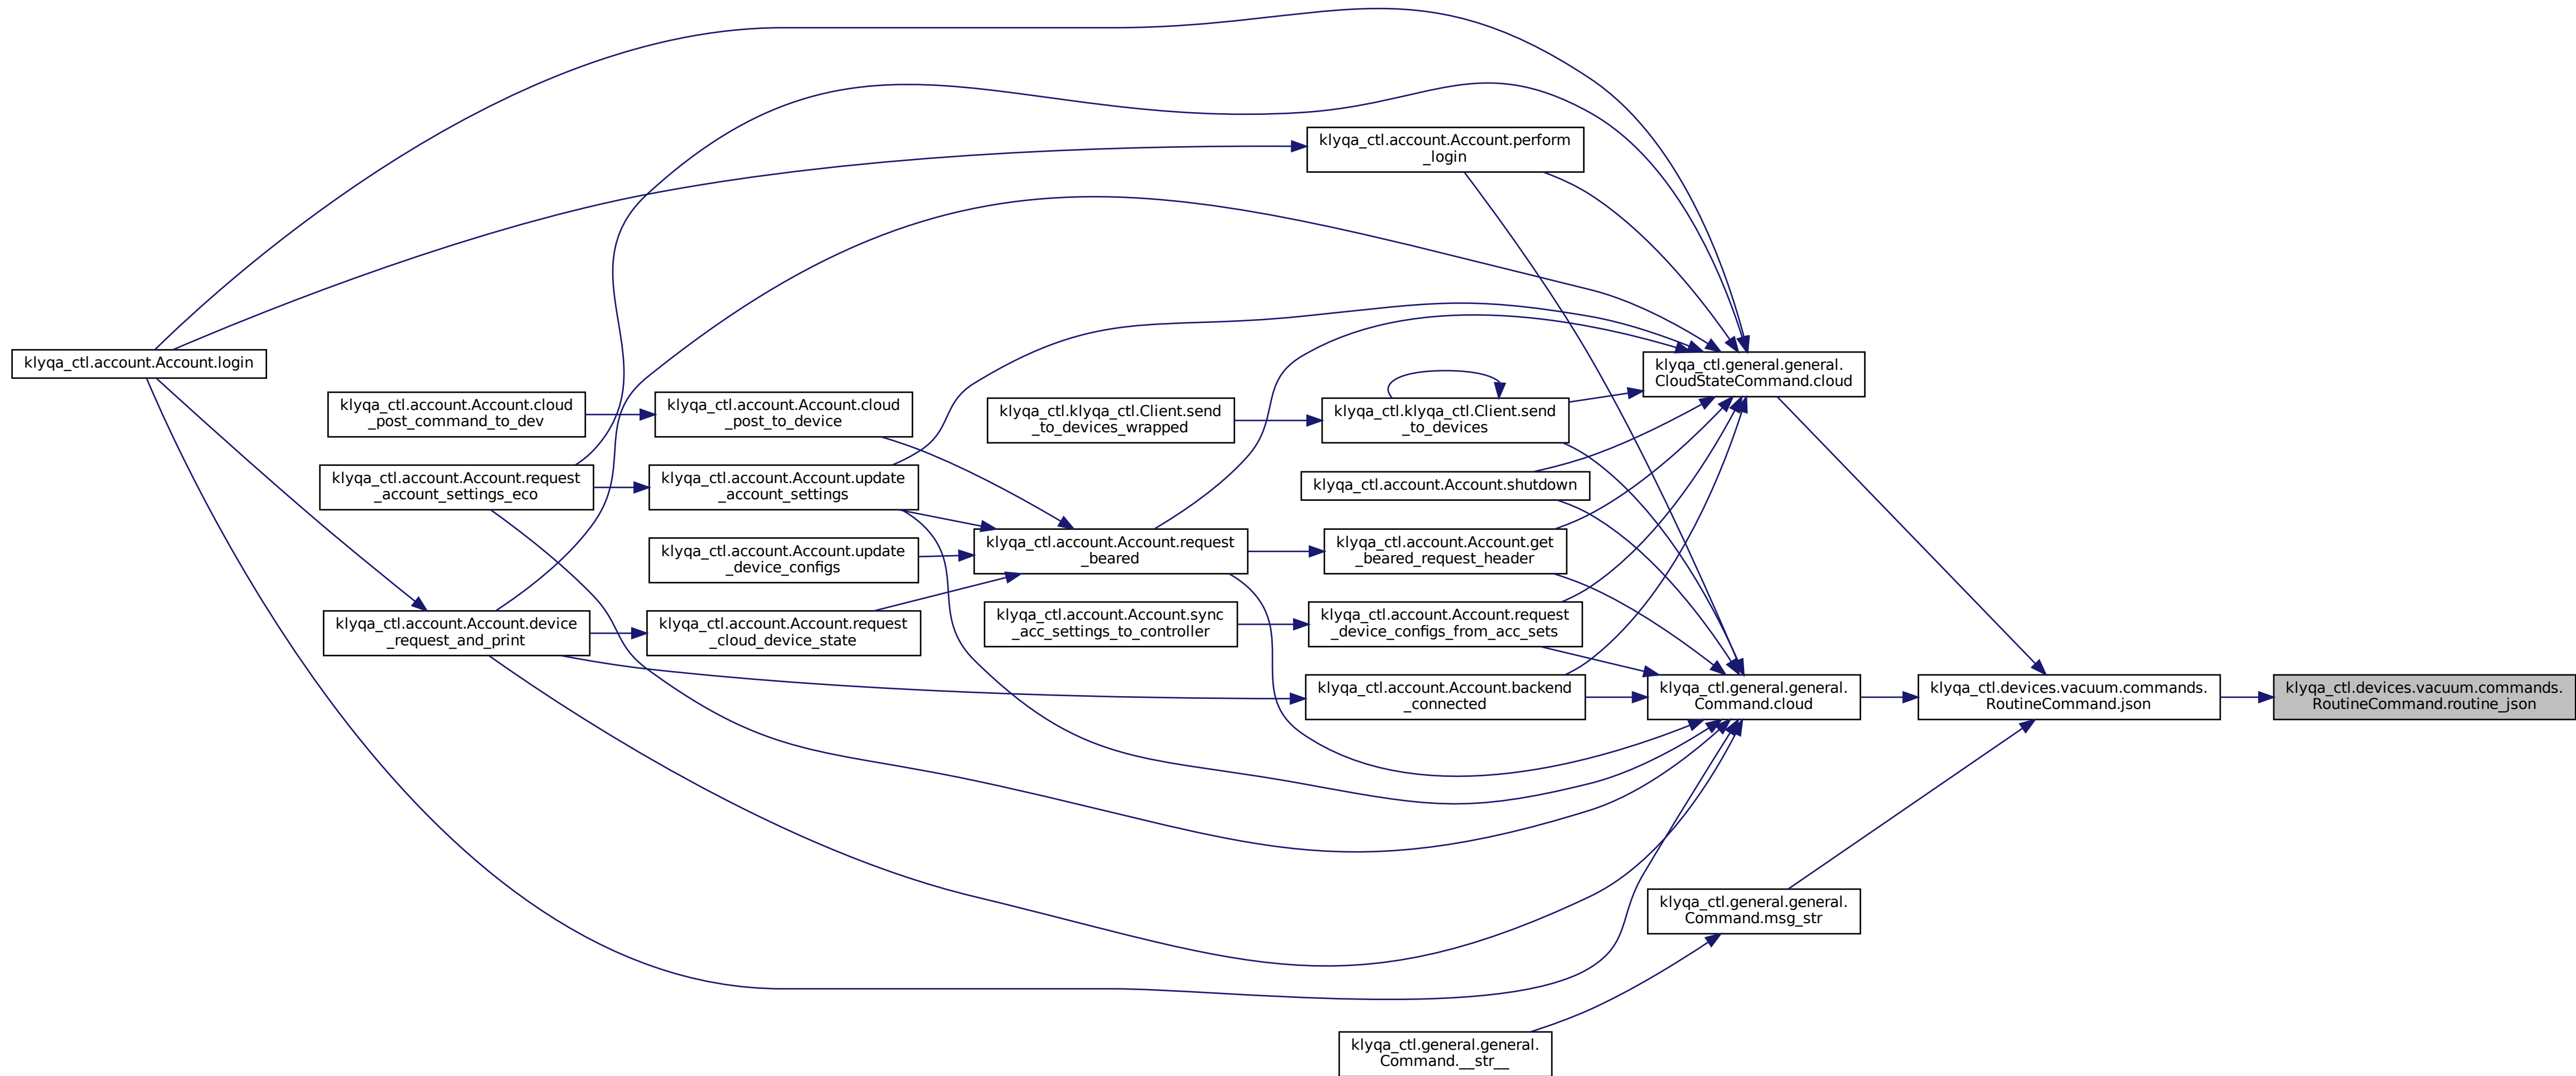 klyqa_ctl.account.Account.perform
_login
klyqa_ctl.account.Account.login
klyqa_ctl.general.general.
CloudStateCommand.cloud
klyqa_ctl.account.Account.cloud
_post_command_to_dev
klyqa_ctl.account.Account.cloud
_post_to_device
klyqa_ctl.klyqa_ctl.Client.send
_to_devices_wrapped
klyqa_ctl.klyqa_ctl.Client.send
_to_devices
klyqa_ctl.account.Account.request
_account_settings_eco
klyqa_ctl.account.Account.update
_account_settings
klyqa_ctl.account.Account.shutdown
klyqa_ctl.account.Account.update
_device_configs
klyqa_ctl.account.Account.request
_beared
klyqa_ctl.account.Account.get
_beared_request_header
klyqa_ctl.account.Account.device
_request_and_print
klyqa_ctl.account.Account.request
_cloud_device_state
klyqa_ctl.account.Account.sync
_acc_settings_to_controller
klyqa_ctl.account.Account.request
_device_configs_from_acc_sets
klyqa_ctl.account.Account.backend
_connected
klyqa_ctl.general.general.
Command.cloud
klyqa_ctl.devices.vacuum.commands.
RoutineCommand.json
klyqa_ctl.devices.vacuum.commands.
RoutineCommand.routine_json
klyqa_ctl.general.general.
Command.msg_str
klyqa_ctl.general.general.
Command.__str__